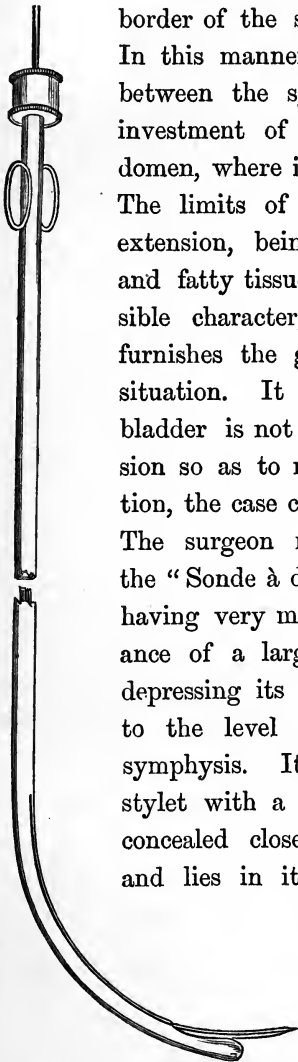 border of the s
In this manne
between the s
investment of
domen, where i
The limits of
extension, bein
and fatty tissu
sible character
furnishes the g
situation. It
bladder is not
sion so as to r
tion, the case c
The surgeon r
the “Sonde à d
having very m
ance of a larg
depressing its
to the level
symphysis. It
stylet with a
concealed close
and lies in it